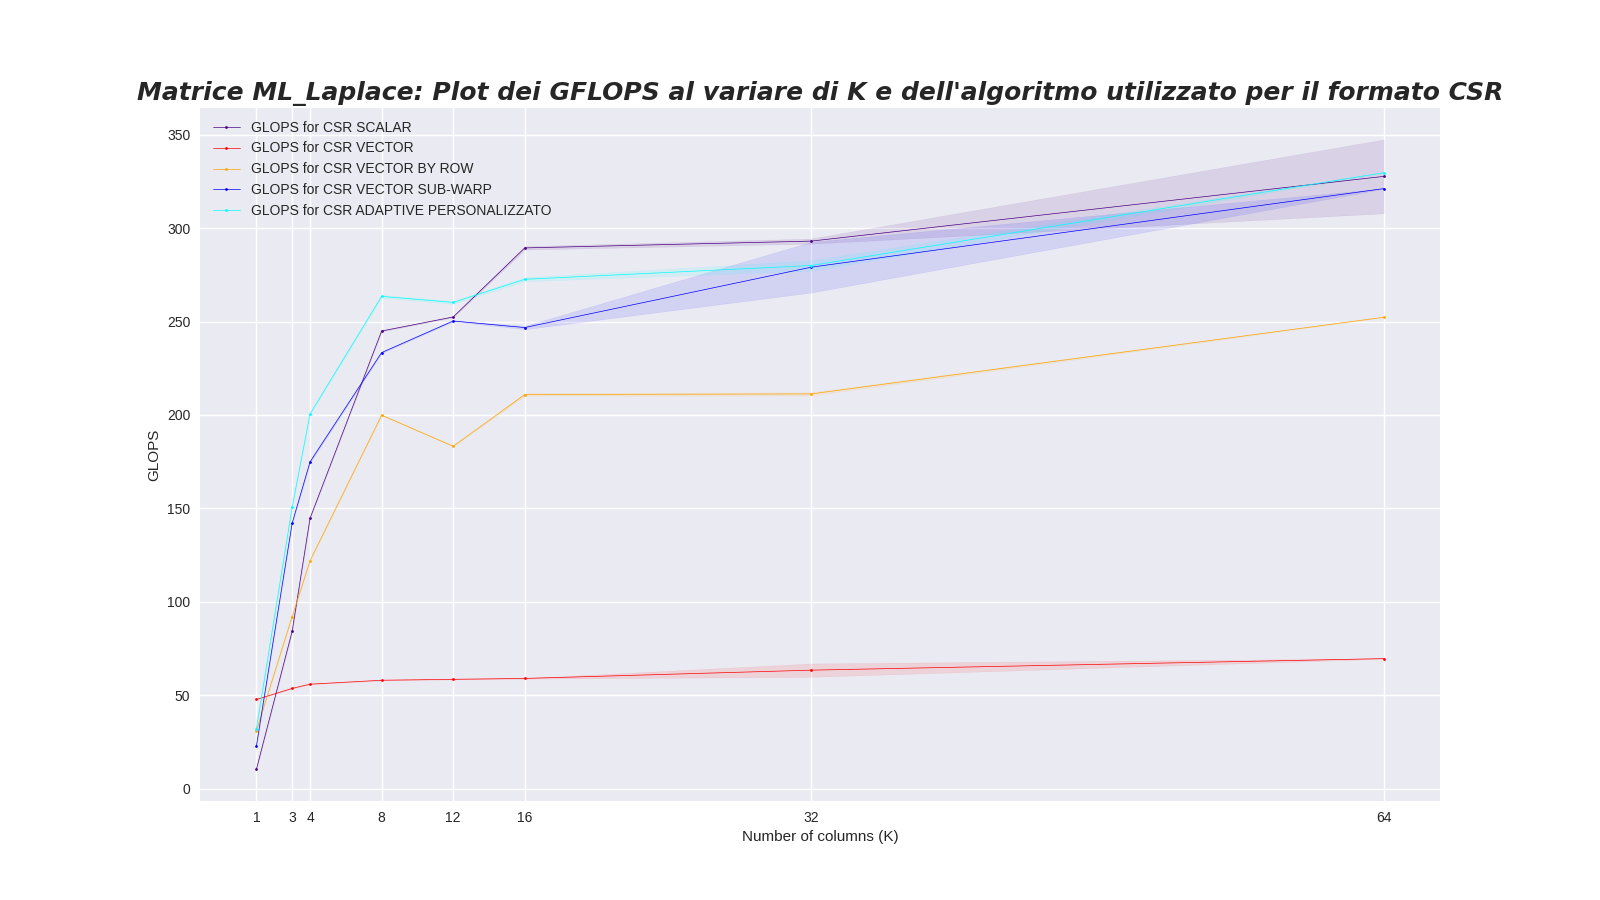 Matrice ML_Laplace: Plot dei GFLOPS al variare di K e dell'algoritmo utilizzato per il formato CSR
GLOPS for CSR SCALAR
GLOPS for CSR VECTOR
GLOPS for CSR VECTOR BY ROW
GLOPS for CSR VECTOR SUB-WARP
GLOPS for CSR ADAPTIVE PERSONALIZZATO
350
300
250
200
150
100
50
0
GLOPS
1 3 4 8 12 16 32 64
Number of columns (K)